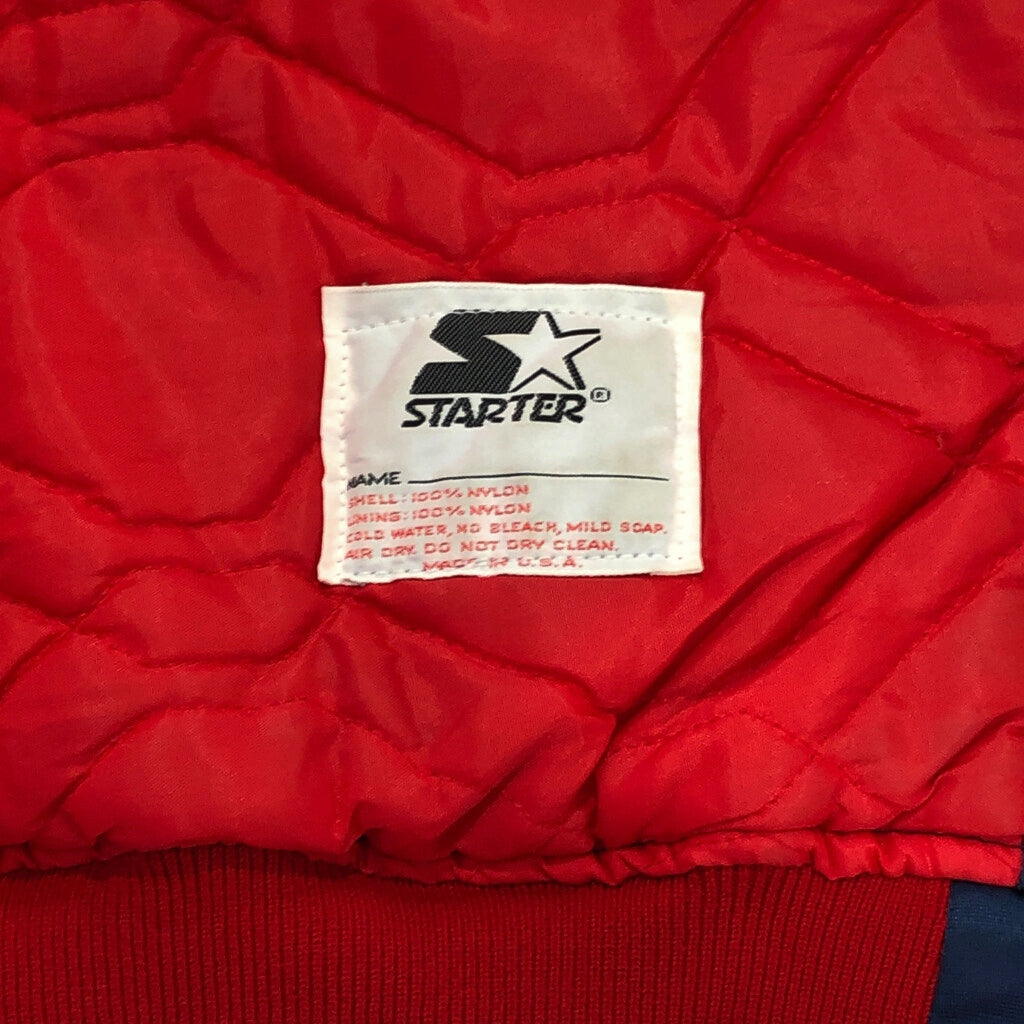 STARTER®
NAME
SHELL: 100% NYLON
LINING: 100% NYLON
COLD WATER, NO BLEACH, MILD SOAP.
AIR DRY. DO NOT DRY CLEAN.
MADE IN U.S.A.